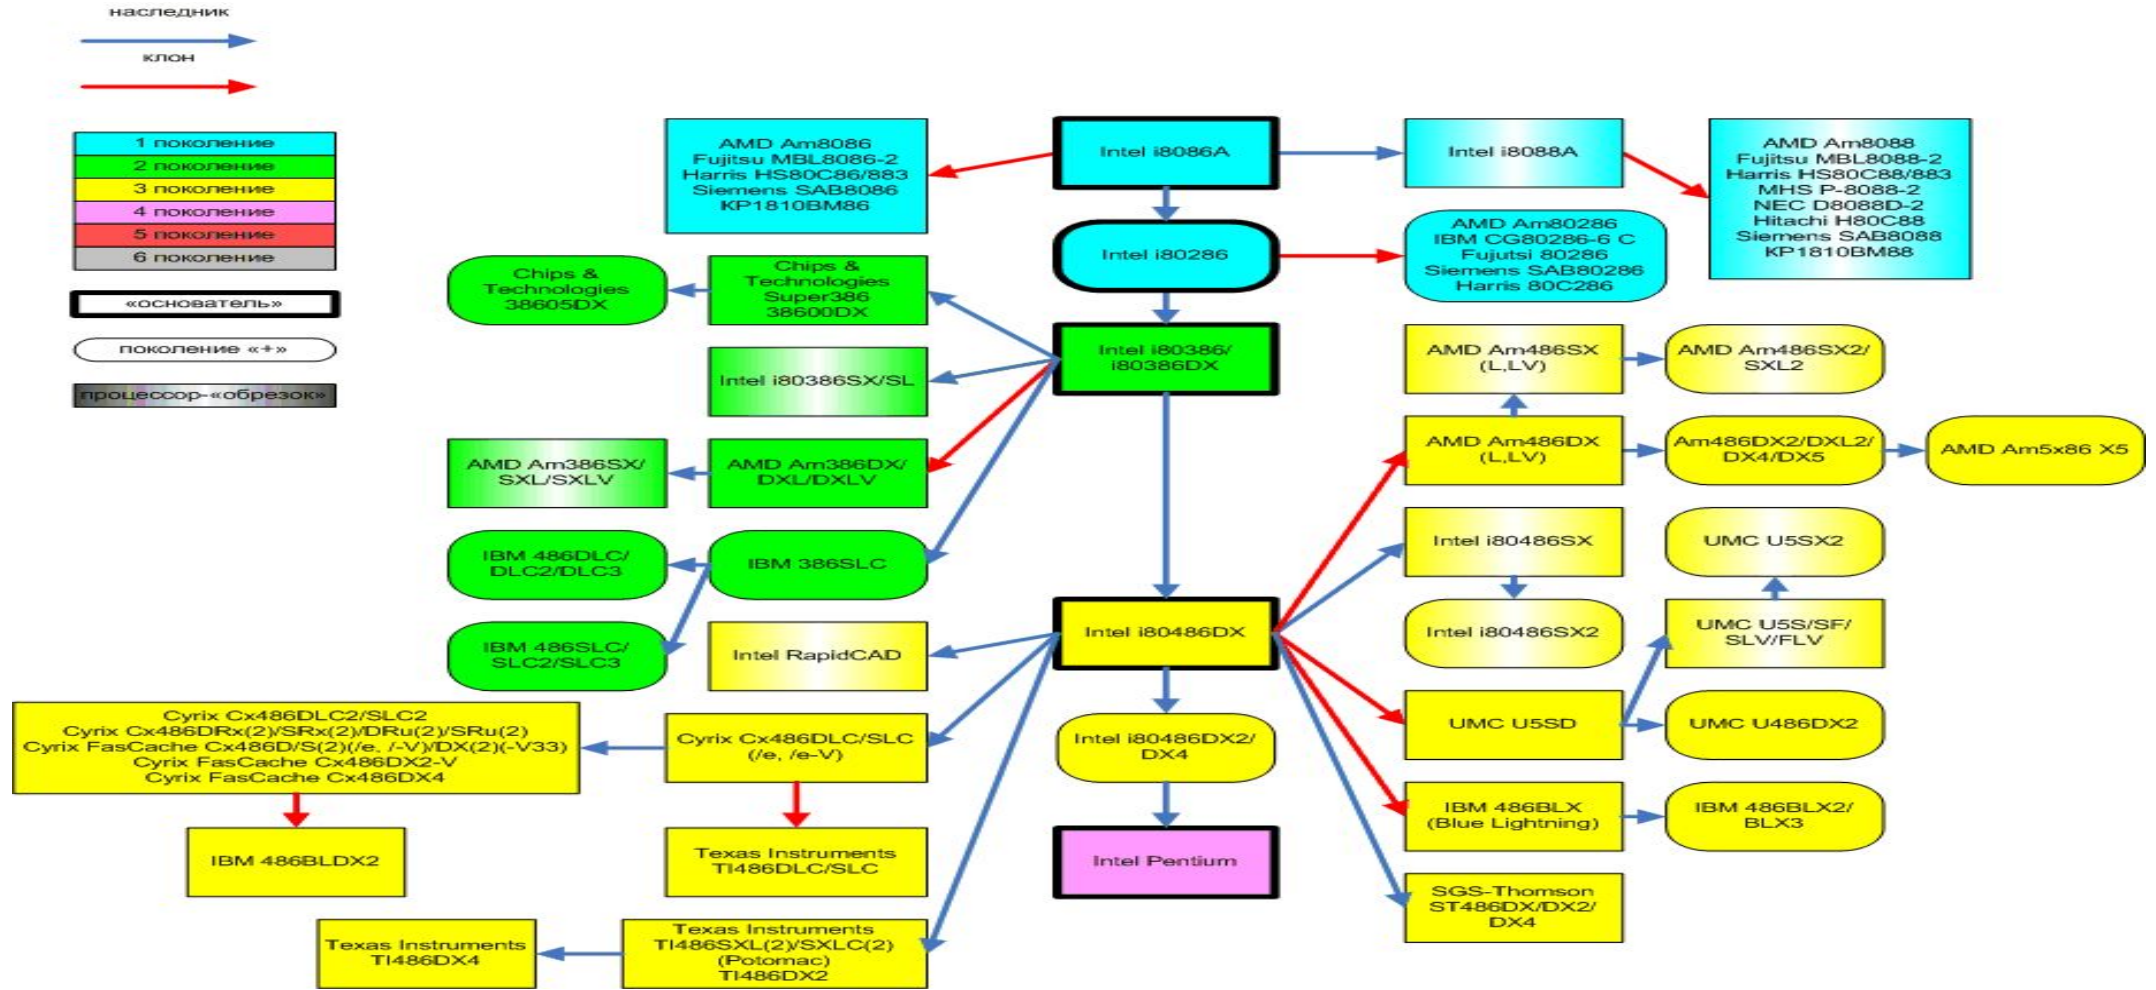 наследник
клон
1 поколение
2 поколение
3 поколение
4 поколение
5 поколение
6 поколение
«основатель»
поколение «+»
процессор-«обрезок»
AMD Am8086
Fujitsu MBL8086-2
Harris HS80C86/883
Siemens SAB8086
КР1810ВМ86
Intel i8086A
Intel i8088A
AMD Am8088
Fujitsu MBL8088-2
Harris HS80C88/883
MHS P-8088-2
NEC D8088D-2
Hitachi H80C88
Siemens SAB8088
КР1810ВМ88
Intel i80286
AMD Am80286
IBM CG80286-6 C
Fujutsi 80286
Siemens SAB80286
Harris 80C286
Chips &
Technologies
38605DX
Chips &
Technologies
Super386
38600DX
Intel i80386/
i80386DX
Intel i80386SX/SL
AMD Am486SX
(L,LV)
AMD Am486SX2/
SXL2
AMD Am386SX/
SXL/SXLV
AMD Am386DX/
DXL/DXLV
AMD Am486DX
(L,LV)
Am486DX2/DXL2/
DX4/DX5
AMD Am5x86 X5
IBM 486DLC/
DLC2/DLC3
IBM 386SLC
Intel i80486SX
UMC U5SX2
IBM 486SLC/
SLC2/SLC3
Intel RapidCAD
Intel i80486DX
Intel i80486SX2
UMC U5S/SF/
SLV/FLV
Cyrix Cx486DLC2/SLC2
Cyrix Cx486DRx(2)/SRx(2)/DRu(2)/SRu(2)
Cyrix FasCache Cx486D/S(2)(/e, /-V)/DX(2)(-V33)
Cyrix FasCache Cx486DX2-V
Cyrix FasCache Cx486DX4
Cyrix Cx486DLC/SLC
(/e, /e-V)
Intel i80486DX2/
DX4
UMC U5SD
UMC U486DX2
IBM 486BLDX2
Texas Instruments
TI486DLC/SLC
Intel Pentium
IBM 486BLX
(Blue Lightning)
IBM 486BLX2/
BLX3
Texas Instruments
TI486DX4
Texas Instruments
TI486SXL(2)/SXLC(2)
(Potomac)
TI486DX2
SGS-Thomson
ST486DX/DX2/
DX4